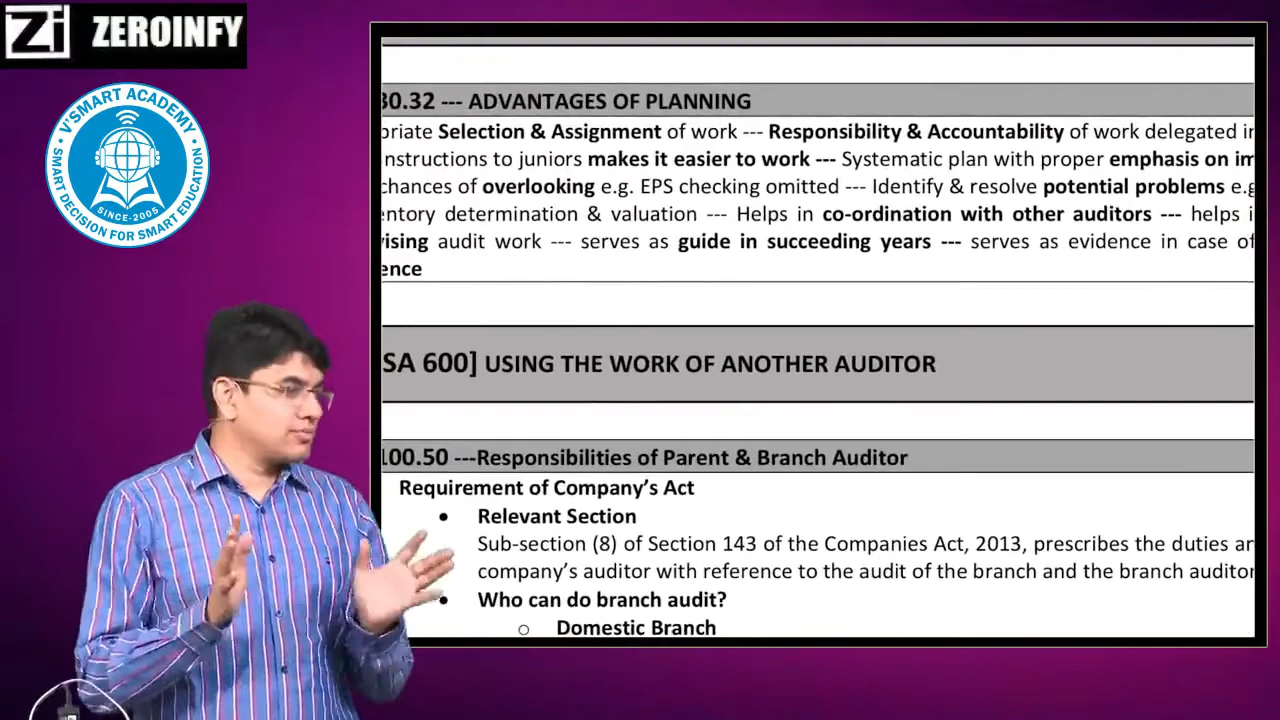 Zi ZEROINFY
V'SMART ACADEMY
SINCE-2005
SMART DECISION FOR SMART EDUCATION
30.32 --- ADVANTAGES OF PLANNING
priate Selection & Assignment of work --- Responsibility & Accountability of work delegated in
nstructions to juniors makes it easier to work --- Systematic plan with proper emphasis on im
chances of overlooking e.g. EPS checking omitted --- Identify & resolve potential problems e.g
entory determination & valuation --- Helps in co-ordination with other auditors --- helps i
vising audit work --- serves as guide in succeeding years --- serves as evidence in case of
ence
SA 600] USING THE WORK OF ANOTHER AUDITOR
100.50 ---Responsibilities of Parent & Branch Auditor
Requirement of Company's Act
• Relevant Section
Sub-section (8) of Section 143 of the Companies Act, 2013, prescribes the duties ar
company's auditor with reference to the audit of the branch and the branch auditor
• Who can do branch audit?
o Domestic Branch